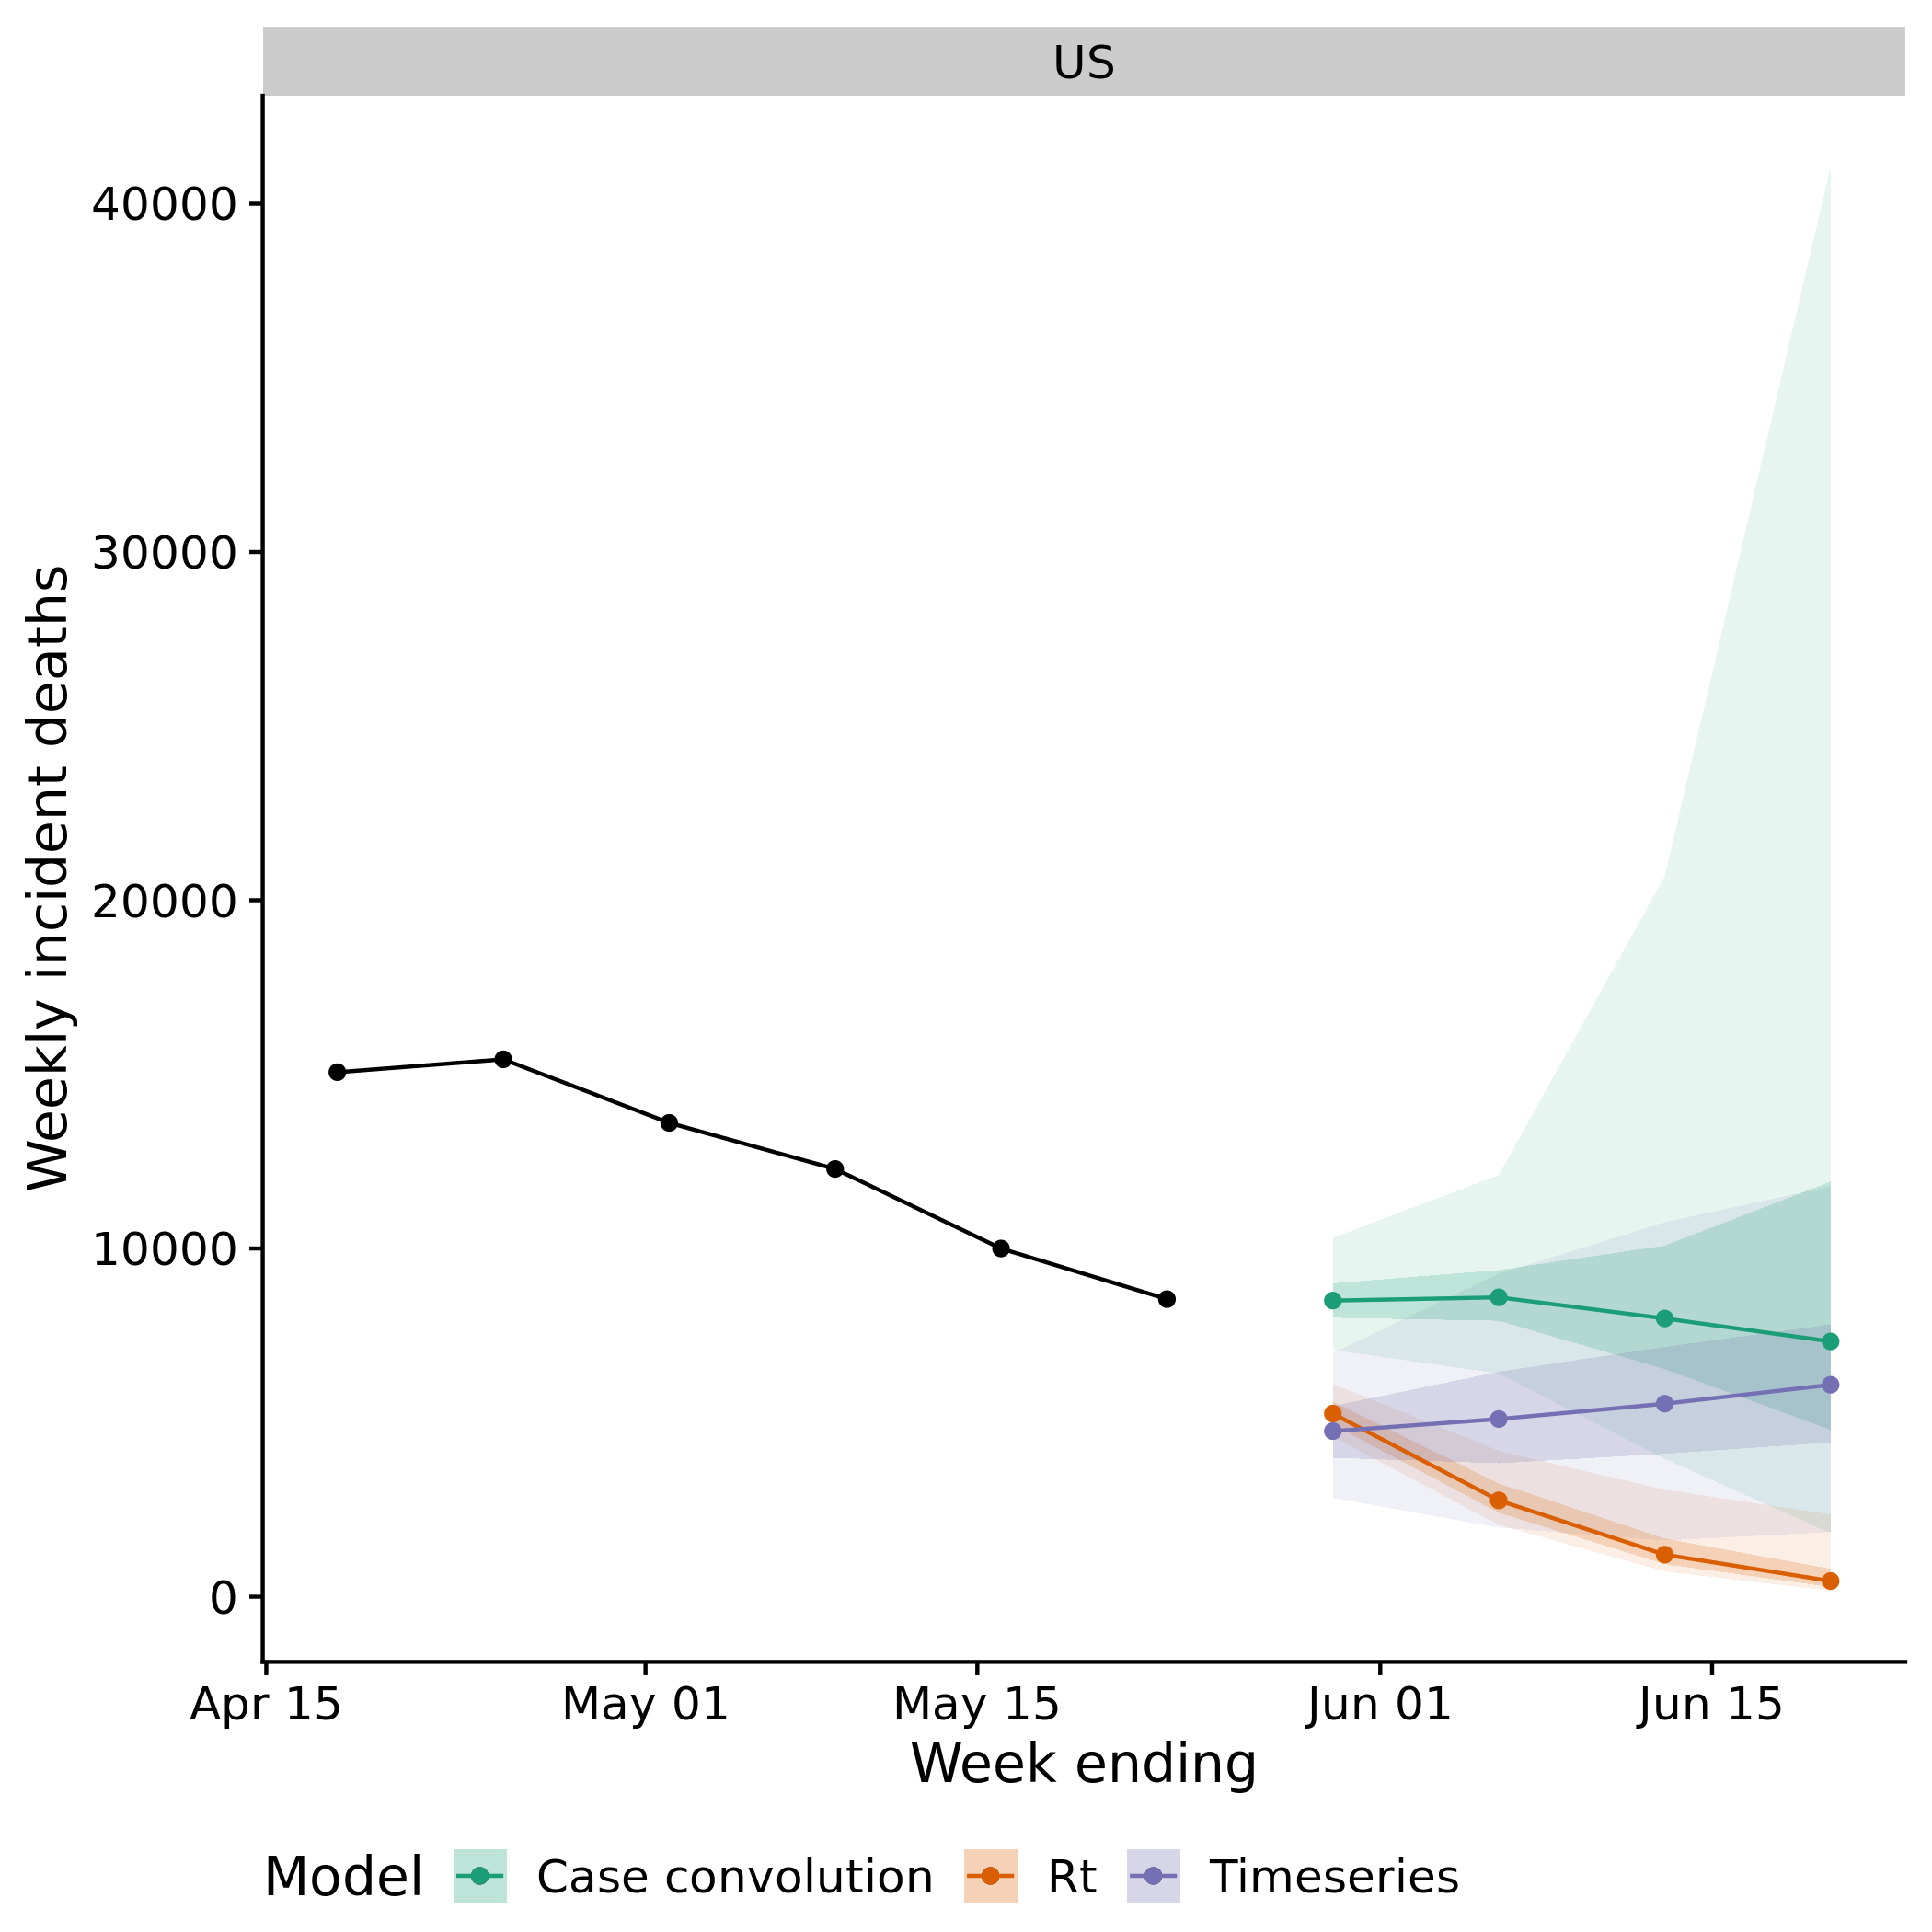 US
40000
30000
20000
10000
0
Weekly incident deaths
Apr 15 May 01 May 15 Jun 01 Jun 15
Week ending
Model Case convolution Rt Timeseries